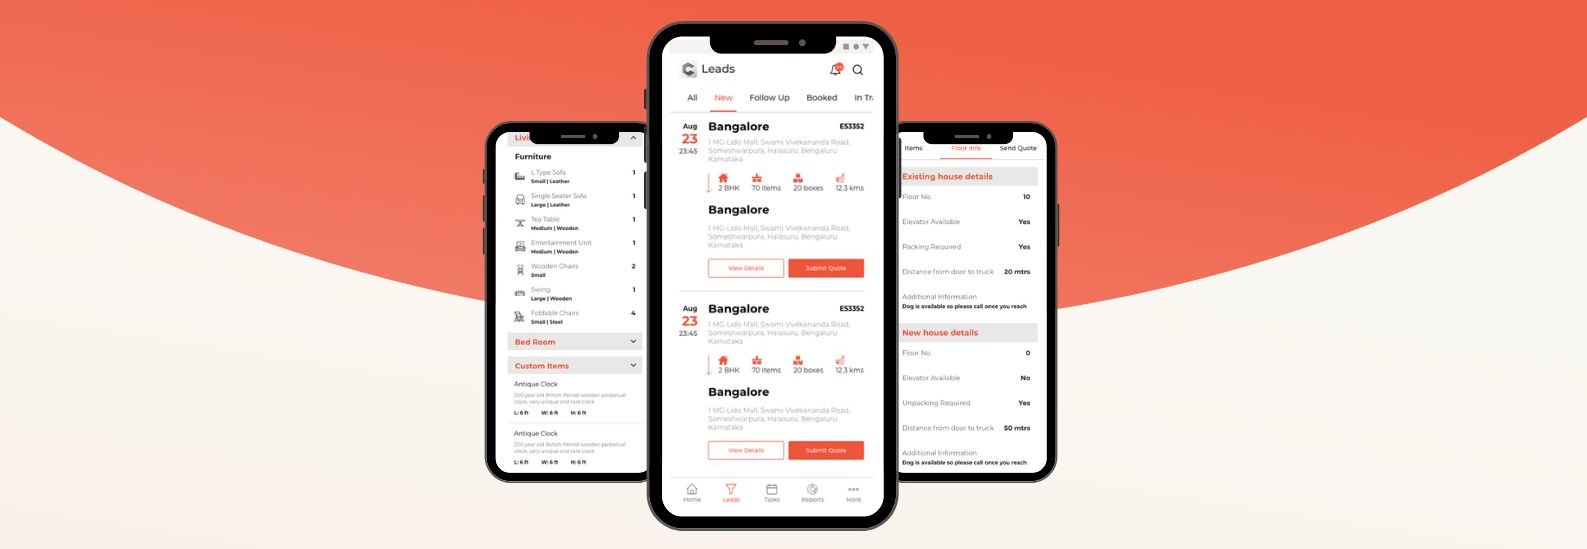 Furniture
L Type Sofa 1
Small | Leather
Single Seater Sofa 1
Large | Leather
Tea Table 1
Medium | Wooden
Entertainment Unit 1
Medium | Wooden
Wooden Chairs 2
Small
Swing 1
Large | Wooden
Foldable Chairs 4
Small | Steel
Bed Room
Custom Items
Antique Clock
200 year old British Period wooden perpetual
clock, very unique and rare clock
L: 6 ft W: 6 ft H: 6 ft
Antique Clock
200 year old British Period wooden perpetual
clock, very unique and rare clock
L: 6 ft W: 6 ft H: 6 ft
Leads
All New Follow Up Booked In Tr
Aug Bangalore E53352
23 1 MG-Lido Mall, Swami Vivekananda Road,
23:45 Someshwarpura, Halasuru, Bengaluru
Karnataka
2 BHK 70 items 20 boxes 12.3 kms
Bangalore
1 MG-Lido Mall, Swami Vivekananda Road,
Someshwarpura, Halasuru, Bengaluru
Karnataka
View Details Submit Quote
Aug Bangalore E53352
23 1 MG-Lido Mall, Swami Vivekananda Road,
23:45 Someshwarpura, Halasuru, Bengaluru
Karnataka
2 BHK 70 items 20 boxes 12.3 kms
Bangalore
1 MG-Lido Mall, Swami Vivekananda Road,
Someshwarpura, Halasuru, Bengaluru
Karnataka
View Details Submit Quote
Home Leads Tasks Reports More
Items Floor Info Send Quote
Existing house details
Floor No. 10
Elevator Available Yes
Packing Required Yes
Distance from door to truck 20 mtrs
Additional Information
Dog is available so please call once you reach
New house details
Floor No. 0
Elevator Available No
Unpacking Required Yes
Distance from door to truck 50 mtrs
Additional Information
Dog is available so please call once you reach